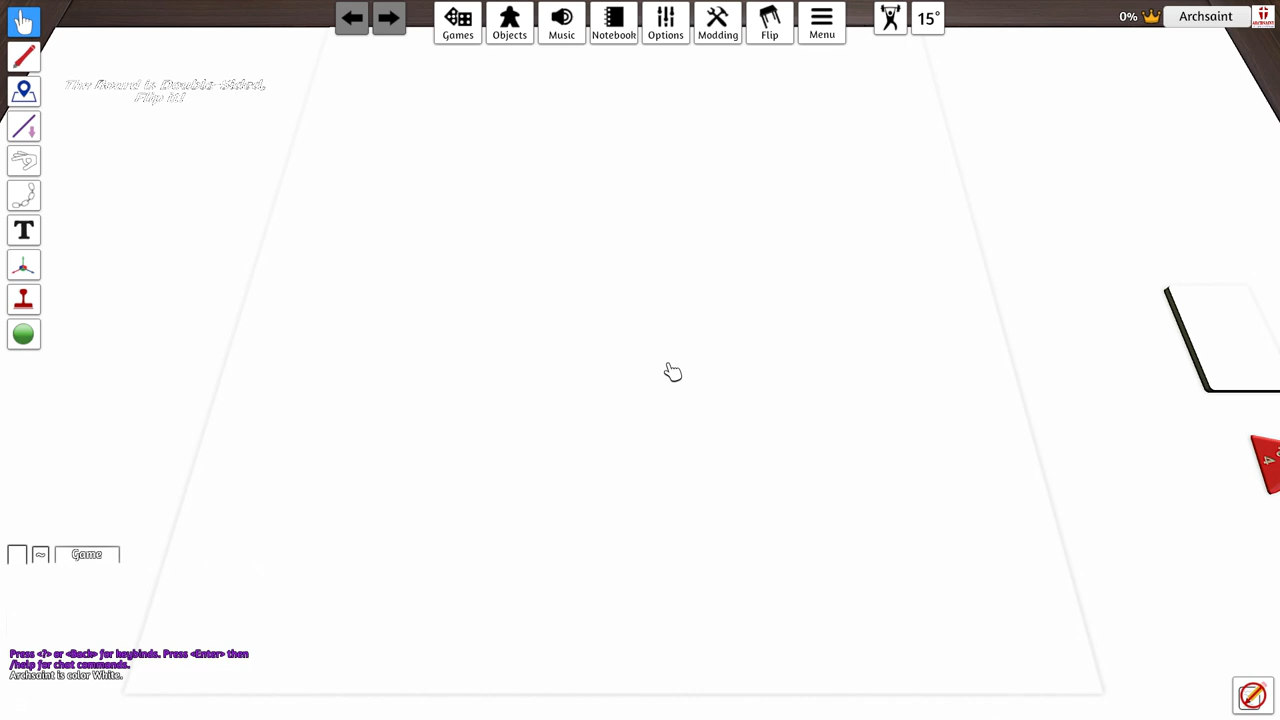 Games
Objects
Music
Notebook
Options
Modding
Flip
Menu
15°
0%
Archsaint
The Board is Double-Sided,
Flip it!
T
~
Game
Press <?> or <Back> for keybinds. Press <Enter> then
/help for chat commands.
Archsaint is color White.